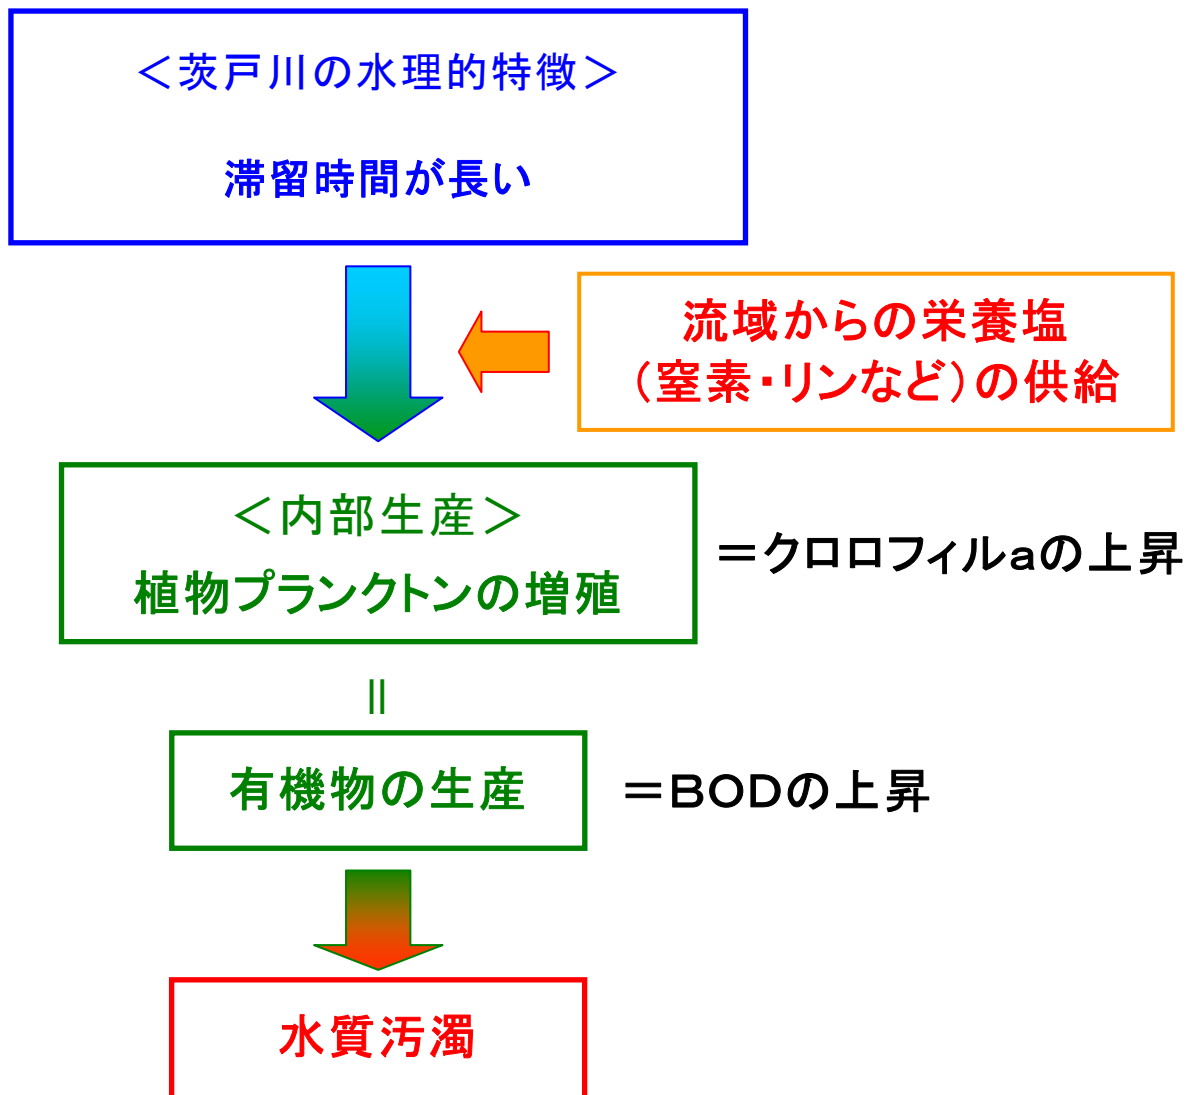 ＜茨戸川の水理的特徴＞
滞留時間が長い
流域からの栄養塩
（窒素・リンなど）の供給
＜内部生産＞
植物プランクトンの増殖
＝クロロフィルａの上昇
＝
有機物の生産
＝ＢＯＤの上昇
水質汚濁